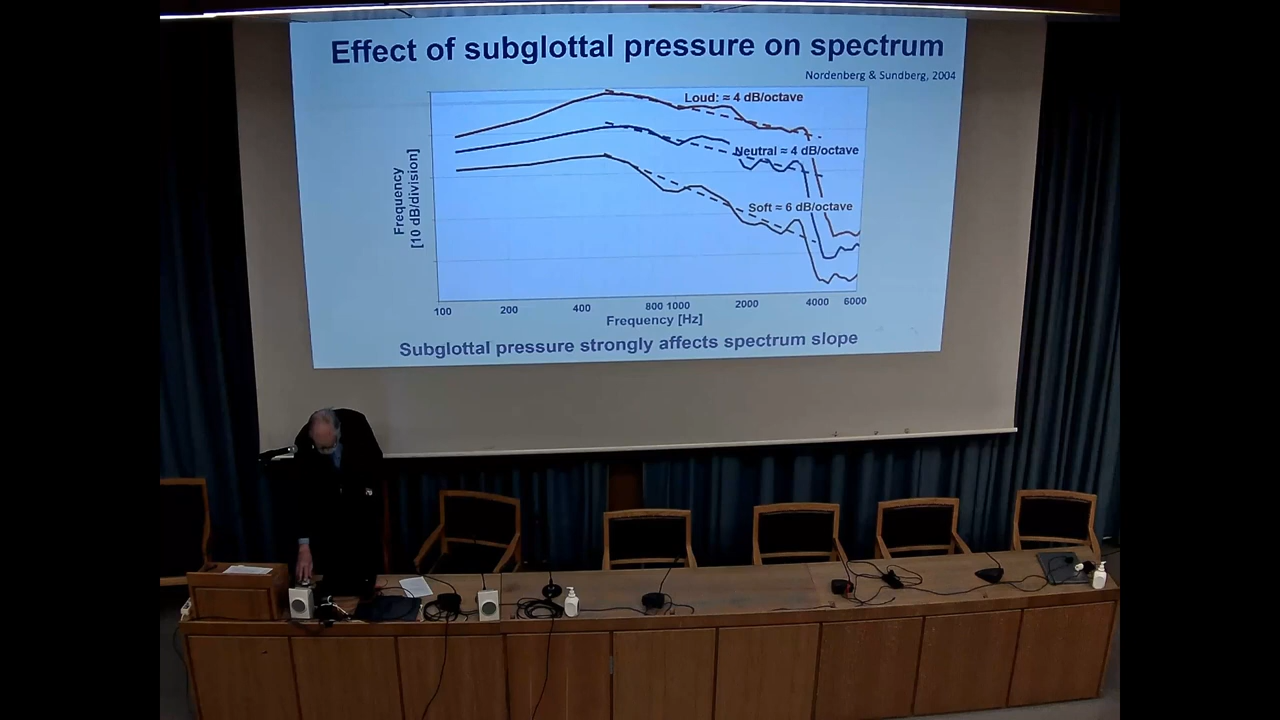 Effect of subglottal pressure on spectrum
Nordenberg & Sundberg, 2004
Loud: ≈ 4 dB/octave
Neutral ≈ 4 dB/octave
Soft ≈ 6 dB/octave
Frequency
[10 dB/division]
100 200 400 800 1000 2000 4000 6000
Frequency [Hz]
Subglottal pressure strongly affects spectrum slope